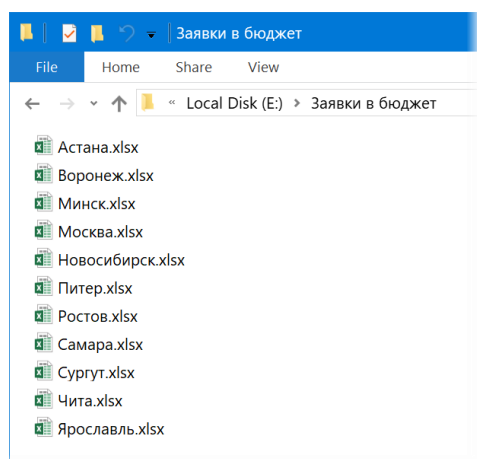 Заявки в бюджет
File Home Share View
« Local Disk (E:) > Заявки в бюджет
Астана.xlsx
Воронеж.xlsx
Минск.xlsx
Москва.xlsx
Новосибирск.xlsx
Питер.xlsx
Ростов.xlsx
Самара.xlsx
Сургут.xlsx
Чита.xlsx
Ярославль.xlsx